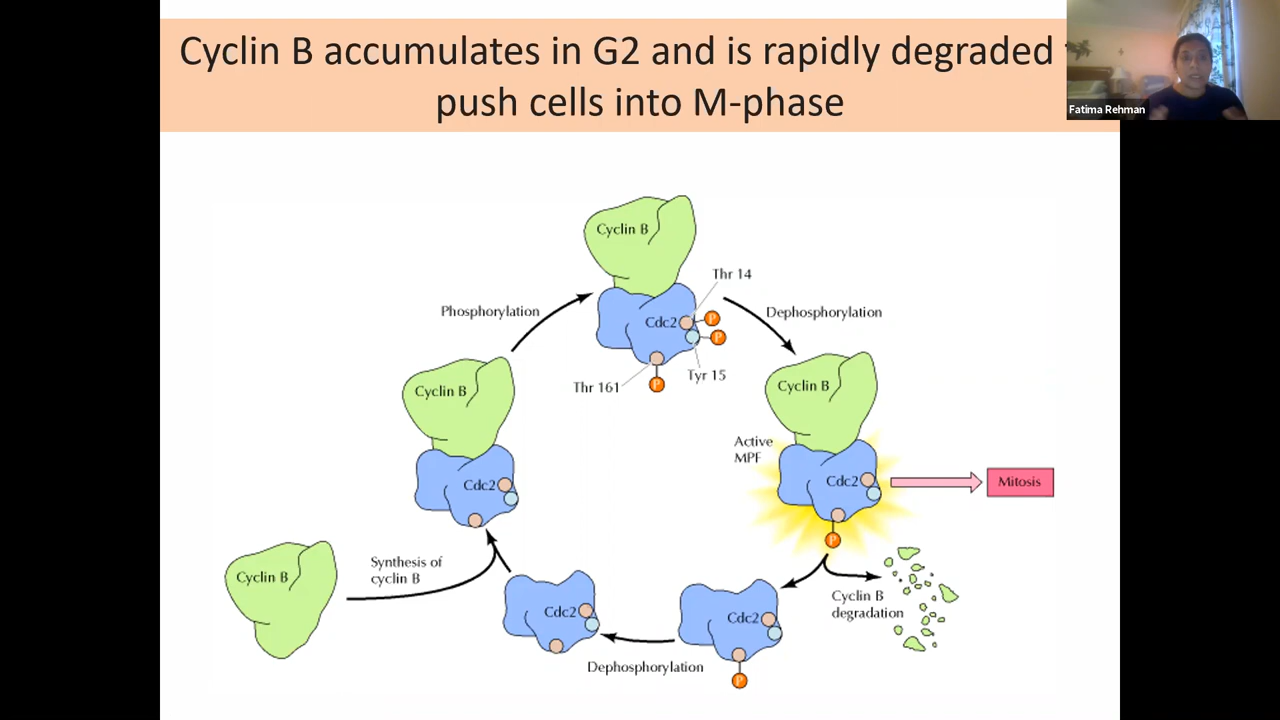 Cyclin B accumulates in G2 and is rapidly degraded
push cells into M-phase
Fatima Rehman
Cyclin B
Thr 14
Phosphorylation
Cdc2
P
P
Dephosphorylation
Thr 161
P
Tyr 15
Cyclin B
Cdc2
Cyclin B
Active
MPF
Cdc2
P
Mitosis
Cyclin B
Synthesis of
cyclin B
Cdc2
Cdc2
P
Cyclin B
degradation
Dephosphorylation